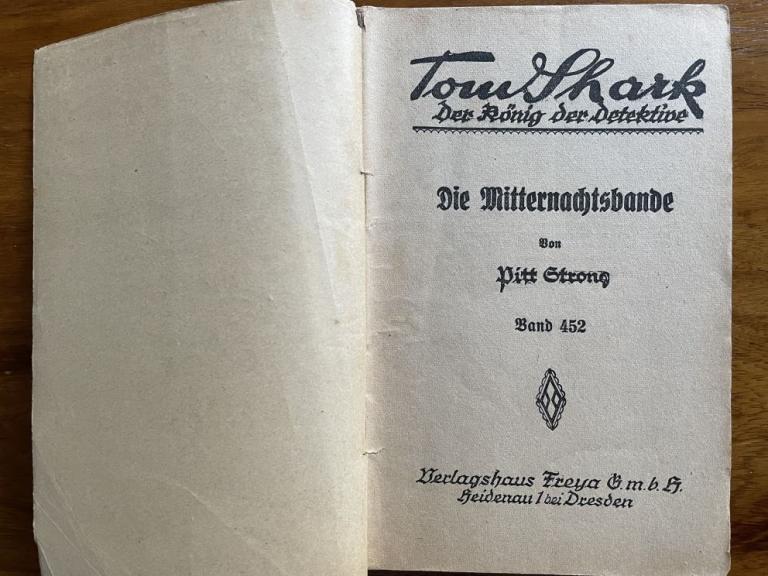 Tom Shark
Der König der Detektive
Die Mitternachtsbande
Von
Pitt Strong
Band 452
Verlagshaus Freya G.m.b.H.
Heidenau 1 bei Dresden